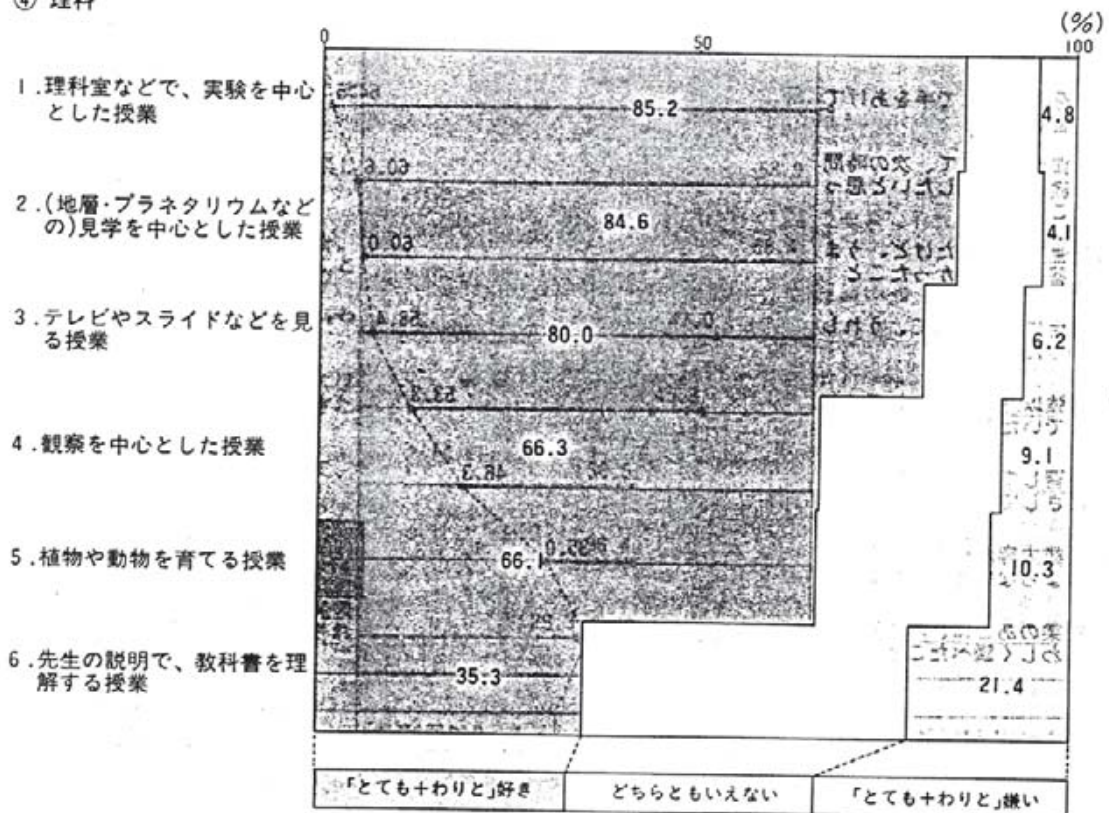 ④ 理科
(%)
0 50 100
1.理科室などで、実験を中心
とした授業
85.2 4.8
2.(地層・プラネタリウムなど
の)見学を中心とした授業
84.6 4.1
3.テレビやスライドなどを見
る授業
80.0 6.2
4.観察を中心とした授業
66.3 9.1
5.植物や動物を育てる授業
66.1 10.3
6.先生の説明で、教科書を理
解する授業
35.3 21.4
「とても+わりと」好き どちらともいえない 「とても+わりと」嫌い